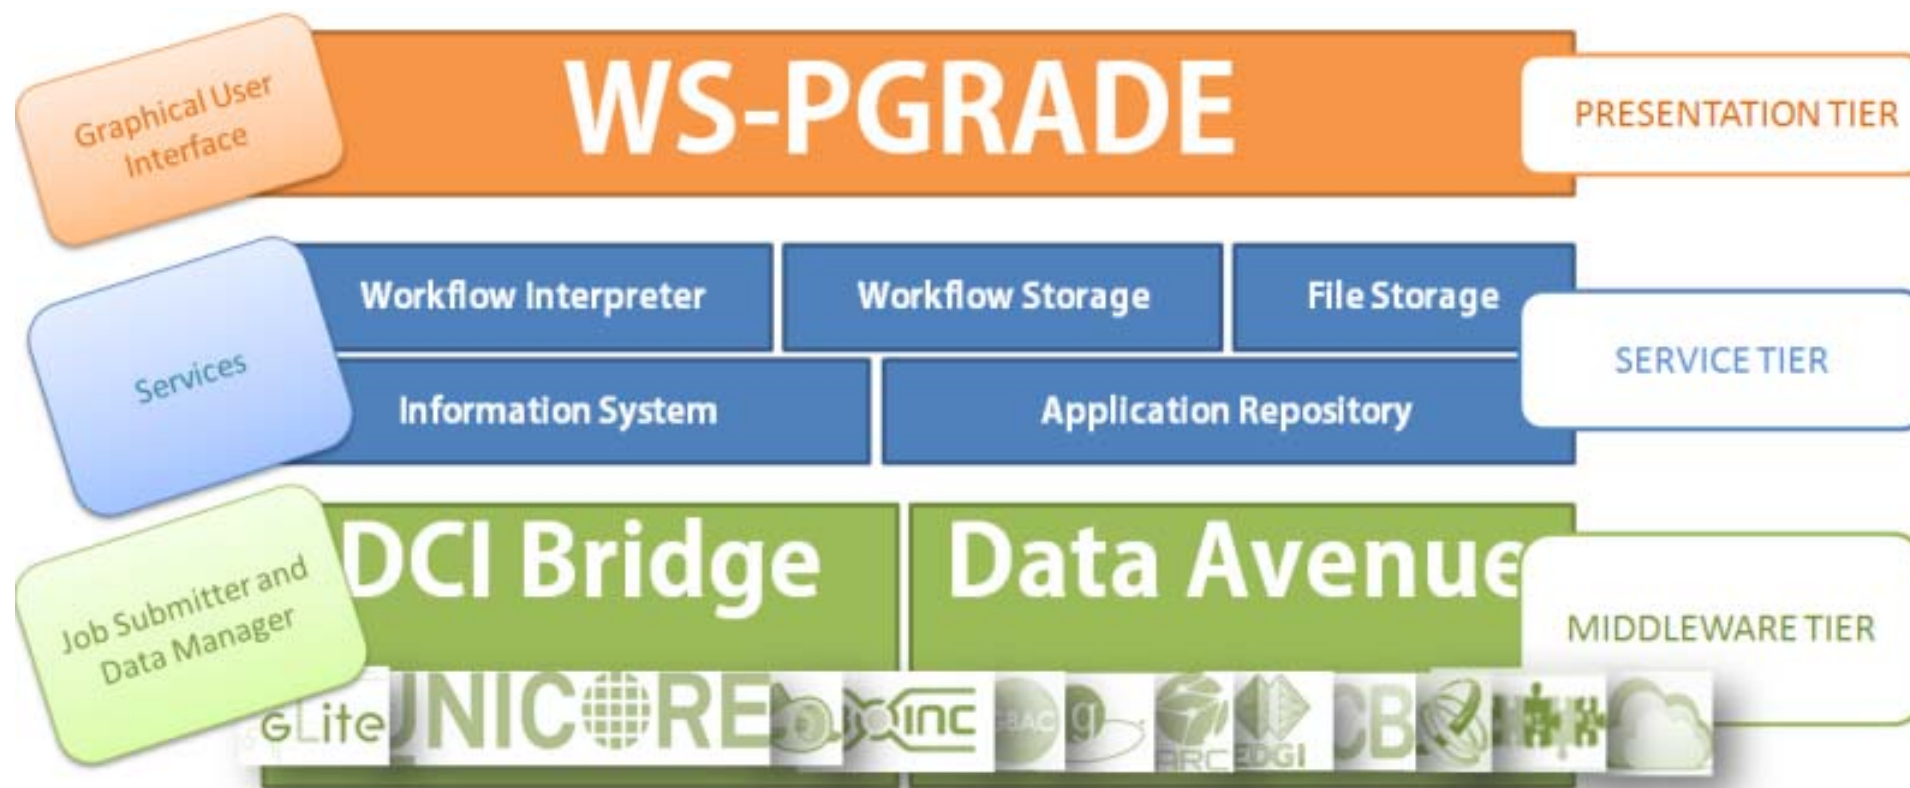 Graphical User
Interface
WS-PGRADE
PRESENTATION TIER
Services
Workflow Interpreter
Workflow Storage
File Storage
Information System
Application Repository
SERVICE TIER
Job Submitter and
Data Manager
DCI Bridge
Data Avenue
MIDDLEWARE TIER
gLite
UNICORE
ARC
EDGI